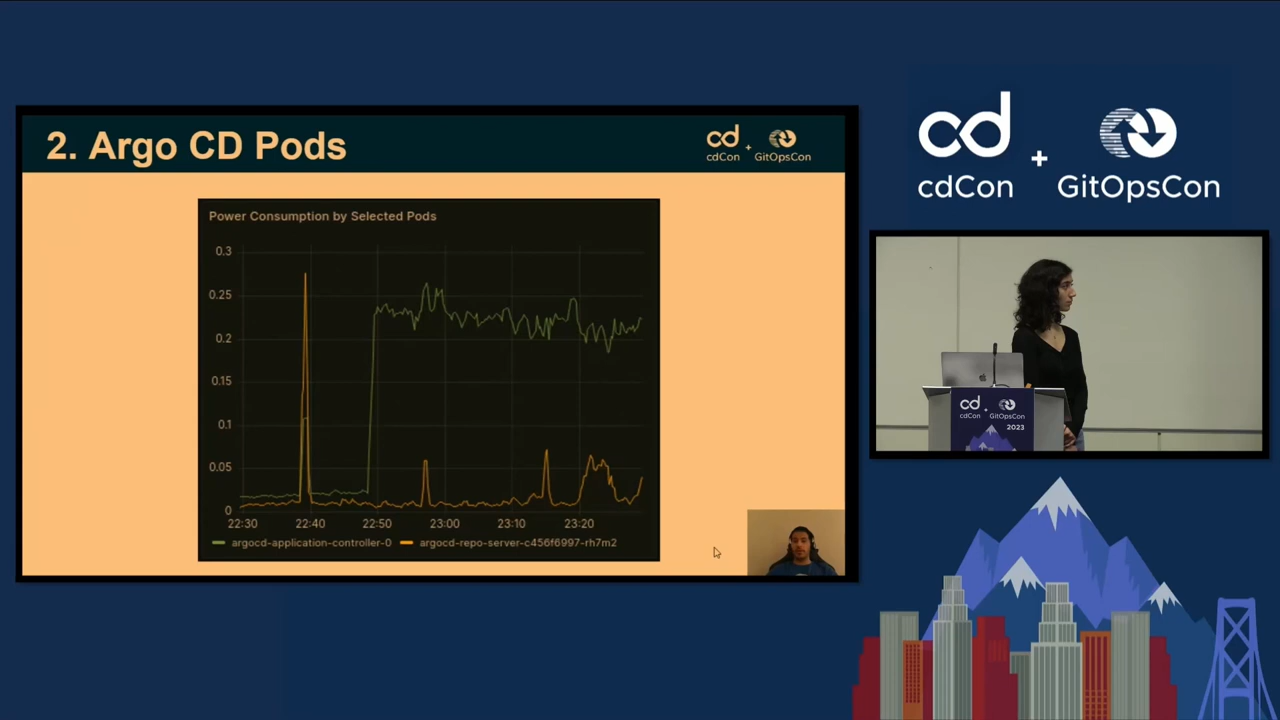 2. Argo CD Pods
cd
cdCon
+
GitOpsCon
Power Consumption by Selected Pods
0.3
0.25
0.2
0.15
0.1
0.05
0
22:30
22:40
22:50
23:00
23:10
23:20
argocd-application-controller-0
argocd-repo-server-c456f6997-rh7m2
cd
cdCon
+
GitOpsCon
cd
cdCon
+
GitOpsCon
2023